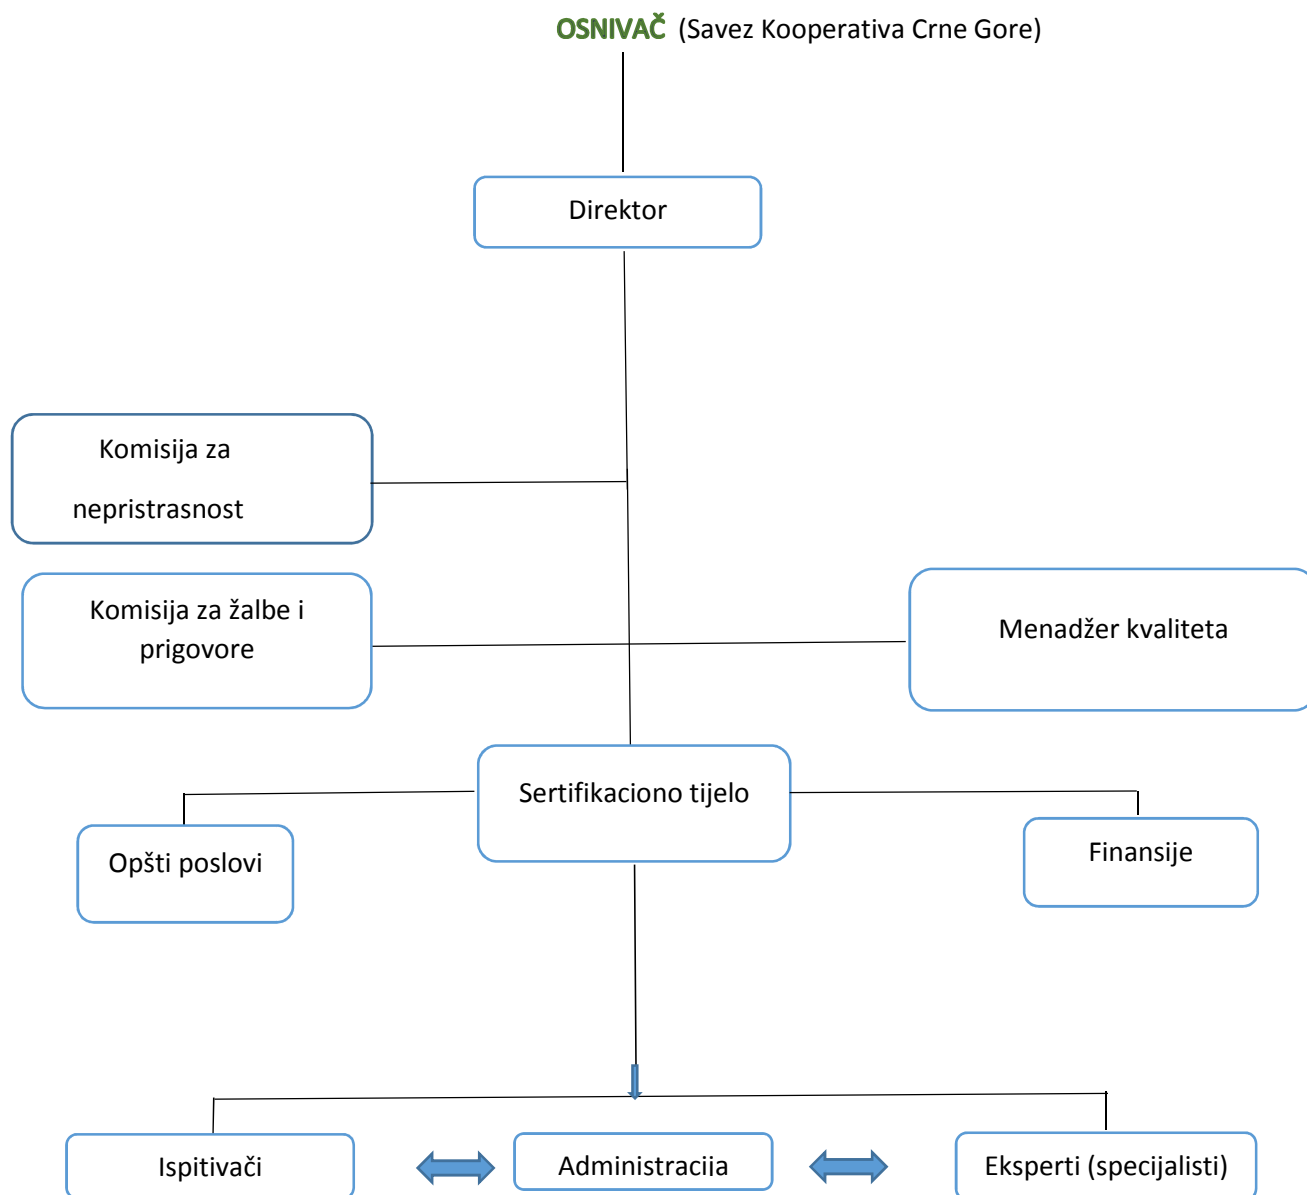 OSNIVAČ (Savez Kooperativa Crne Gore)
Direktor
Komisija za
nepristrasnost
Komisija za žalbe i
prigovore
Menadžer kvaliteta
Sertifikaciono tijelo
Opšti poslovi
Finansije
Ispitivači
Administracija
Eksperti (specijalisti)